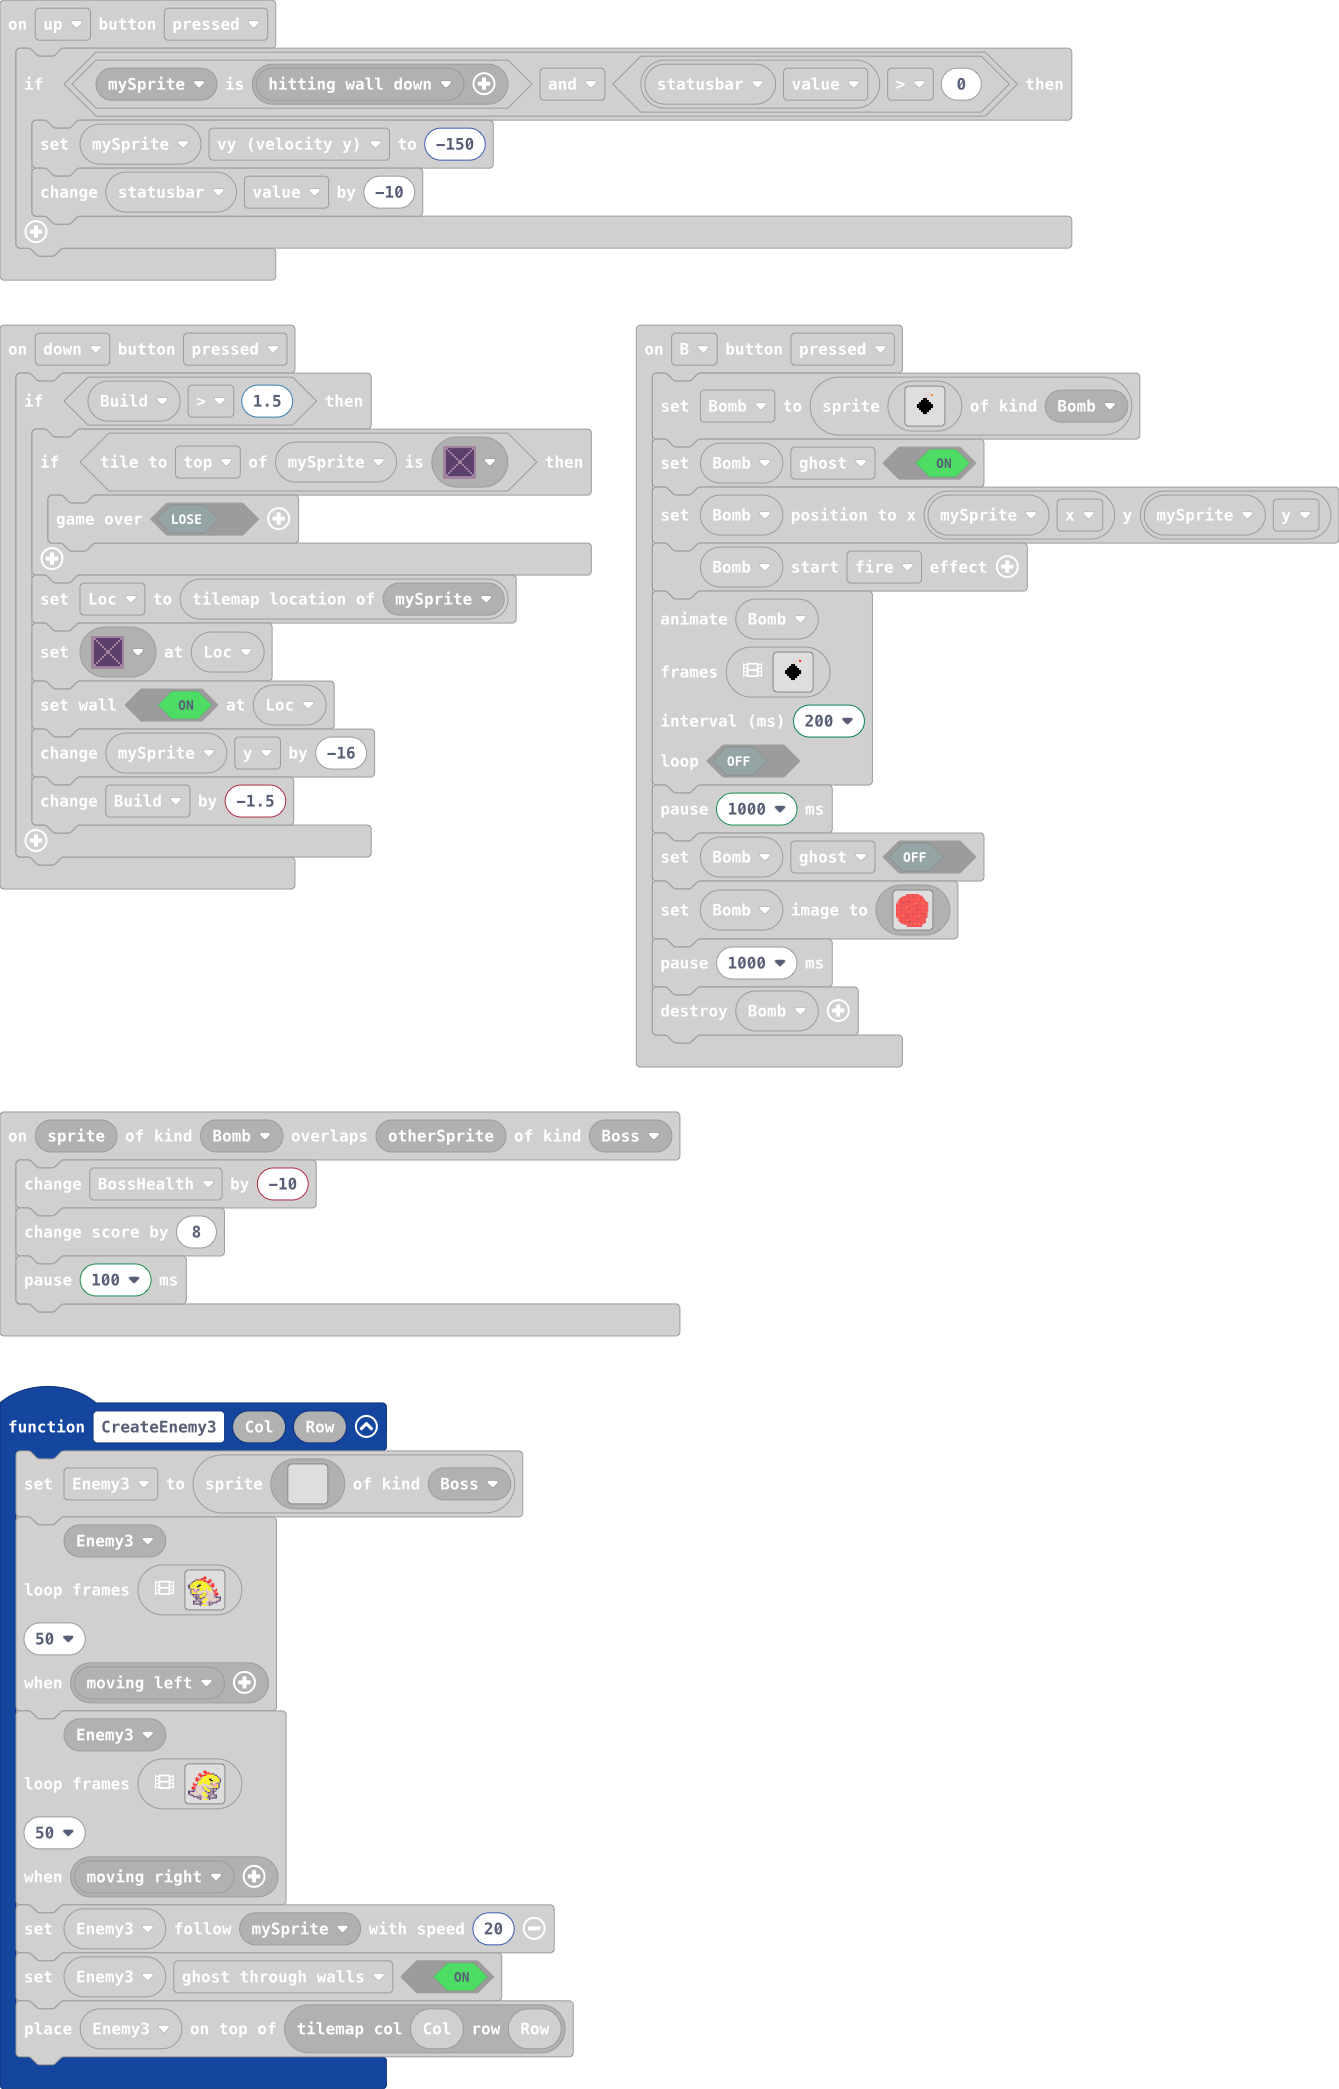 on up button pressed
if mySprite is hitting wall down and statusbar value > 0 then
set mySprite vy (velocity y) to -150
change statusbar value by -10
on down button pressed
if Build > 1.5 then
if tile to top of mySprite is then
game over LOSE
set Loc to tilemap location of mySprite
set at Loc
set wall ON at Loc
change mySprite y by -16
change Build by -1.5
on B button pressed
set Bomb to sprite of kind Bomb
set Bomb ghost ON
set Bomb position to x mySprite x y mySprite y
Bomb start fire effect
animate Bomb
frames
interval (ms) 200
loop OFF
pause 1000 ms
set Bomb ghost OFF
set Bomb image to
pause 1000 ms
destroy Bomb
on sprite of kind Bomb overlaps otherSprite of kind Boss
change BossHealth by -10
change score by 8
pause 100 ms
function CreateEnemy3 Col Row
set Enemy3 to sprite of kind Boss
Enemy3
loop frames
50
when moving left
Enemy3
loop frames
50
when moving right
set Enemy3 follow mySprite with speed 20
set Enemy3 ghost through walls ON
place Enemy3 on top of tilemap col Col row Row